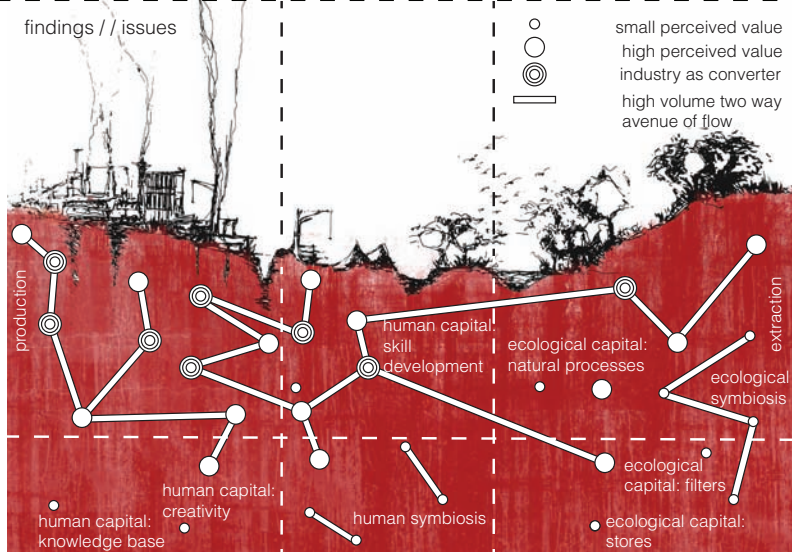 findings // issues
small perceived value
high perceived value
industry as converter
high volume two way
avenue of flow
production
human capital:
skill
development
ecological capital:
natural processes
extraction
ecological
symbiosis
human capital:
creativity
human symbiosis
ecological
capital: filters
human capital:
knowledge base
ecological capital:
stores